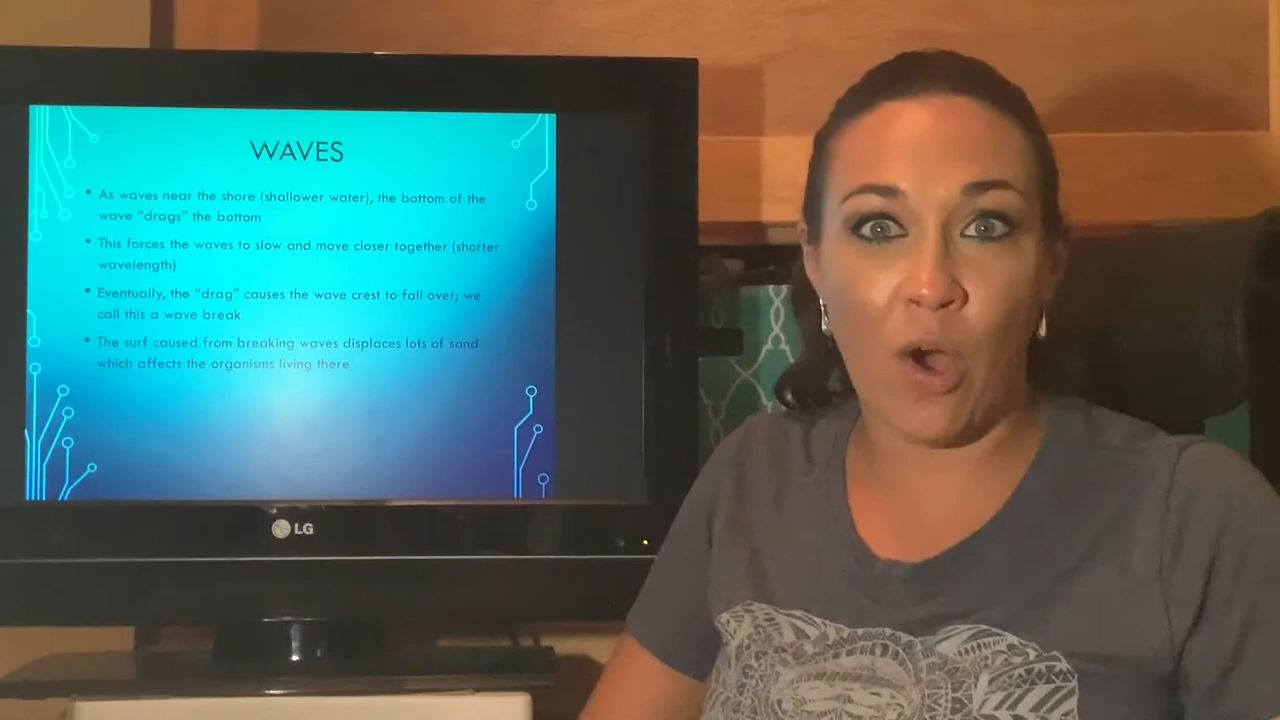 WAVES
• As waves near the shore (shallower water), the bottom of the
wave “drags” the bottom
• This forces the waves to slow and move closer together (shorter
wavelength)
• Eventually, the “drag” causes the wave crest to fall over; we
call this a wave break
• The surf caused from breaking waves displaces lots of sand
which affects the organisms living there
LG